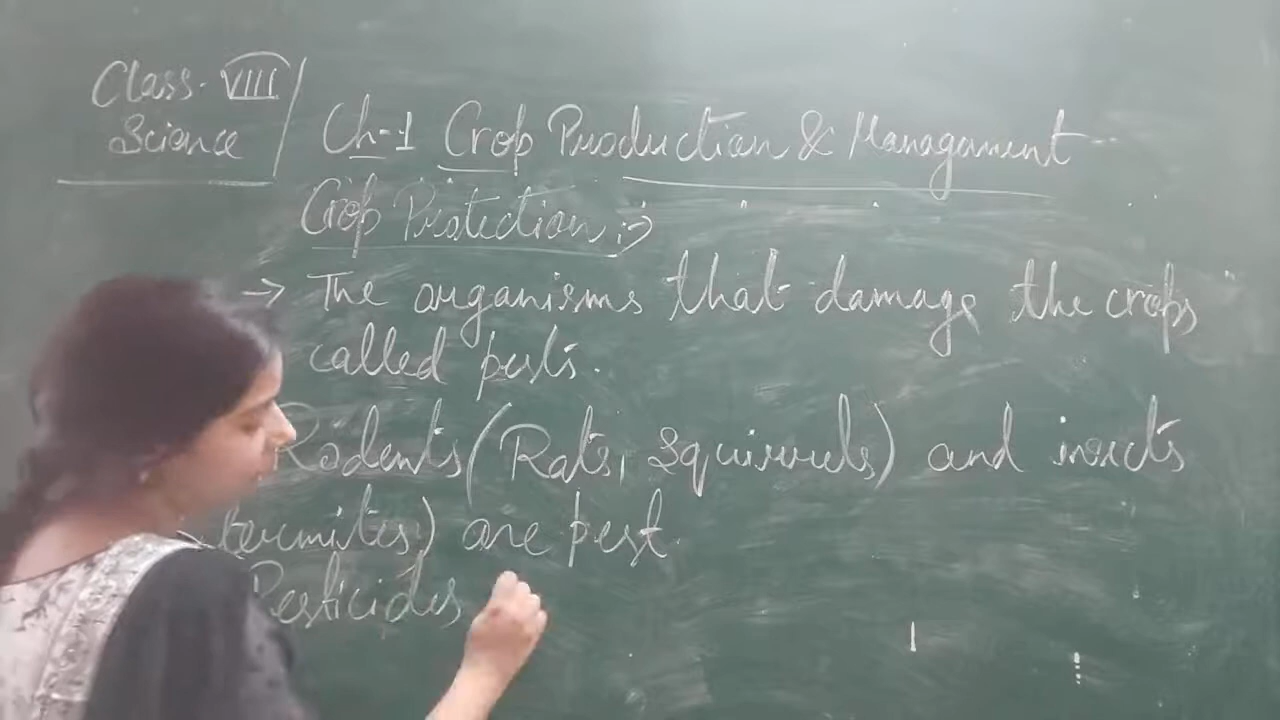 Class. VIII
Science
Ch-1 Crop Production & Managament
Crop Protection :→
→ The organisms that damage the crops
called pests.
Rodents (Rats, Squirrels) and insects
termites) are pest.
Pesticides